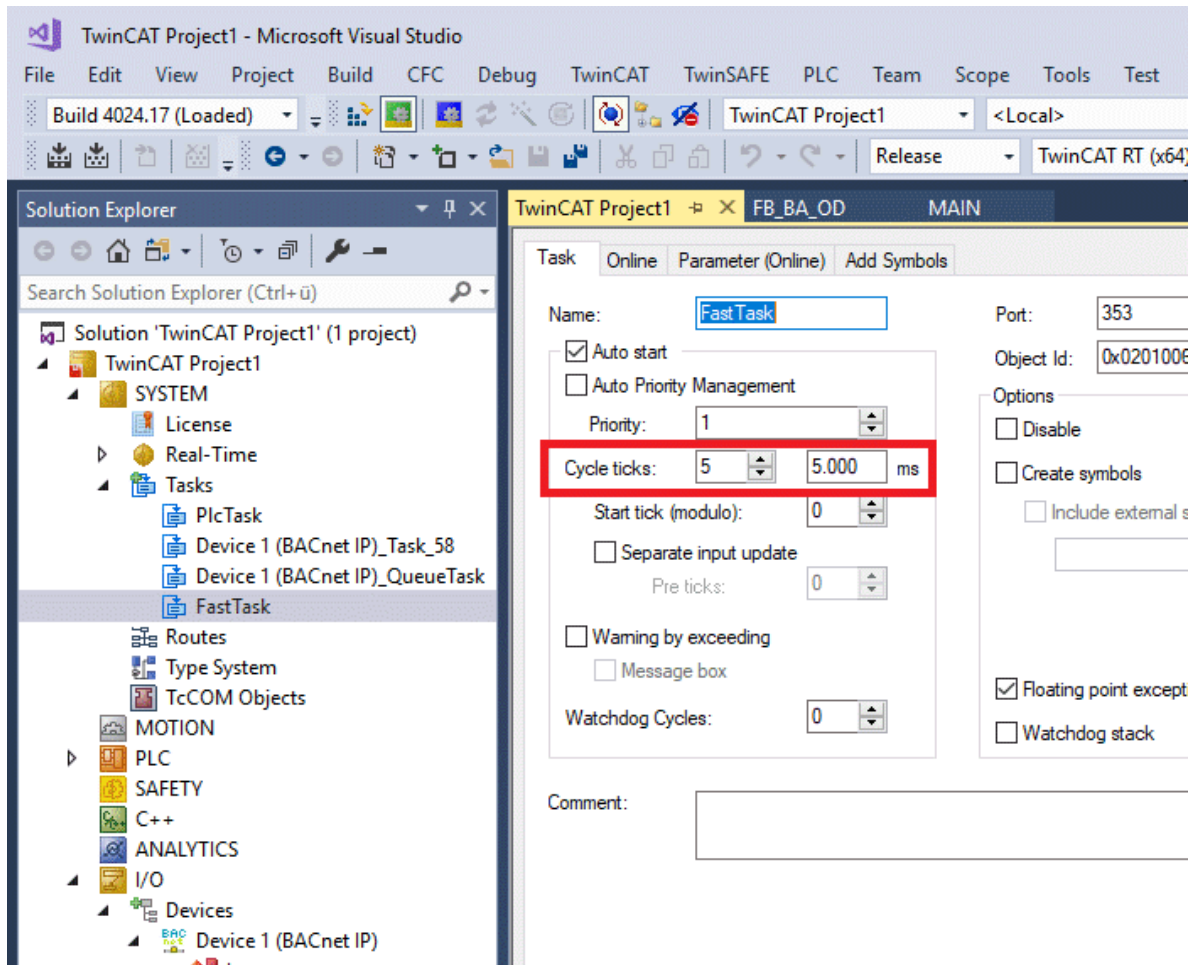 TwinCAT Project1 - Microsoft Visual Studio
File Edit View Project Build CFC Debug TwinCAT TwinSAFE PLC Team Scope Tools Test
Build 4024.17 (Loaded) TwinCAT Project1 <Local>
Release TwinCAT RT (x64)
Solution Explorer
Search Solution Explorer (Ctrl+ü)
Solution 'TwinCAT Project1' (1 project)
TwinCAT Project1
SYSTEM
License
Real-Time
Tasks
PlcTask
Device 1 (BACnet IP)_Task_58
Device 1 (BACnet IP)_QueueTask
FastTask
Routes
Type System
TcCOM Objects
MOTION
PLC
SAFETY
C++
ANALYTICS
I/O
Devices
BAC
net
Device 1 (BACnet IP)
TwinCAT Project1 FB_BA_OD MAIN
Task Online Parameter (Online) Add Symbols
Name: FastTask Port: 353
Auto start Object Id: 0x0201006
Auto Priority Management Options
Priority: 1 Disable
Cycle ticks: 5 5.000 ms Create symbols
Start tick (modulo): 0 Include external s
Separate input update
Pre ticks: 0
Warning by exceeding
Message box Floating point except
Watchdog Cycles: 0 Watchdog stack
Comment: